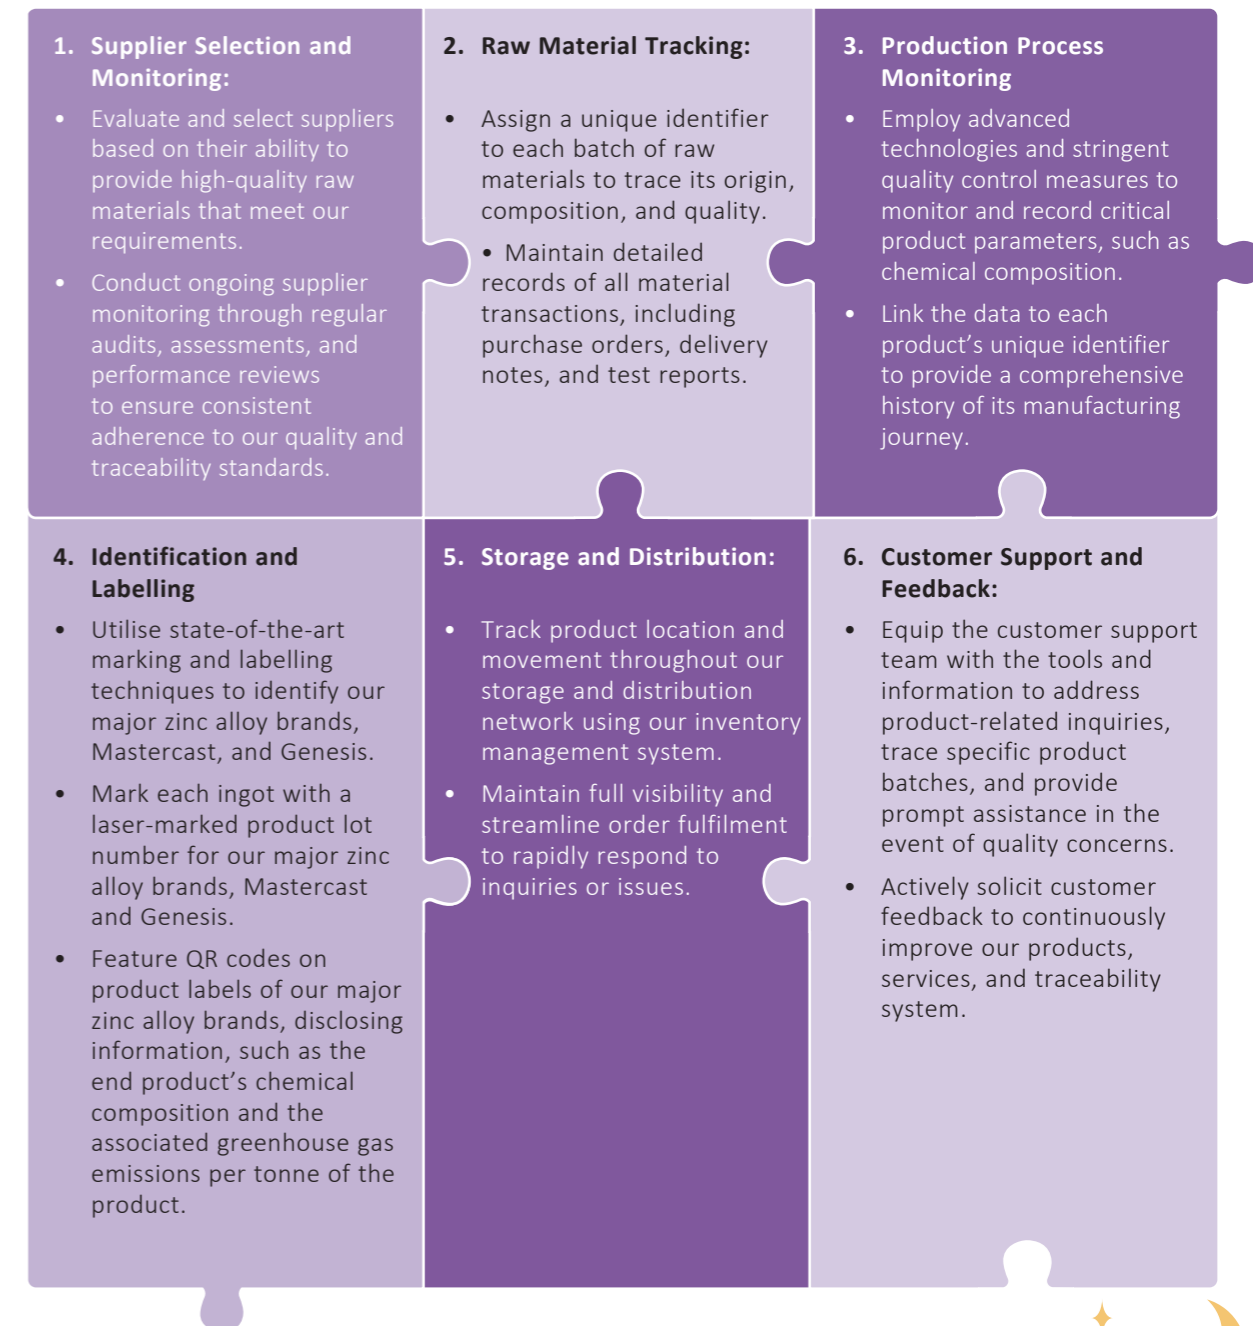 1. Supplier Selection and
Monitoring:
• Evaluate and select suppliers
based on their ability to
provide high-quality raw
materials that meet our
requirements.
• Conduct ongoing supplier
monitoring through regular
audits, assessments, and
performance reviews
to ensure consistent
adherence to our quality and
traceability standards.
2. Raw Material Tracking:
• Assign a unique identifier
to each batch of raw
materials to trace its origin,
composition, and quality.
• Maintain detailed
records of all material
transactions, including
purchase orders, delivery
notes, and test reports.
3. Production Process
Monitoring
• Employ advanced
technologies and stringent
quality control measures to
monitor and record critical
product parameters, such as
chemical composition.
• Link the data to each
product’s unique identifier
to provide a comprehensive
history of its manufacturing
journey.
4. Identification and
Labelling
• Utilise state-of-the-art
marking and labelling
techniques to identify our
major zinc alloy brands,
Mastercast, and Genesis.
• Mark each ingot with a
laser-marked product lot
number for our major zinc
alloy brands, Mastercast
and Genesis.
• Feature QR codes on
product labels of our major
zinc alloy brands, disclosing
information, such as the
end product’s chemical
composition and the
associated greenhouse gas
emissions per tonne of the
product.
5. Storage and Distribution:
• Track product location and
movement throughout our
storage and distribution
network using our inventory
management system.
• Maintain full visibility and
streamline order fulfilment
to rapidly respond to
inquiries or issues.
6. Customer Support and
Feedback:
• Equip the customer support
team with the tools and
information to address
product-related inquiries,
trace specific product
batches, and provide
prompt assistance in the
event of quality concerns.
• Actively solicit customer
feedback to continuously
improve our products,
services, and traceability
system.